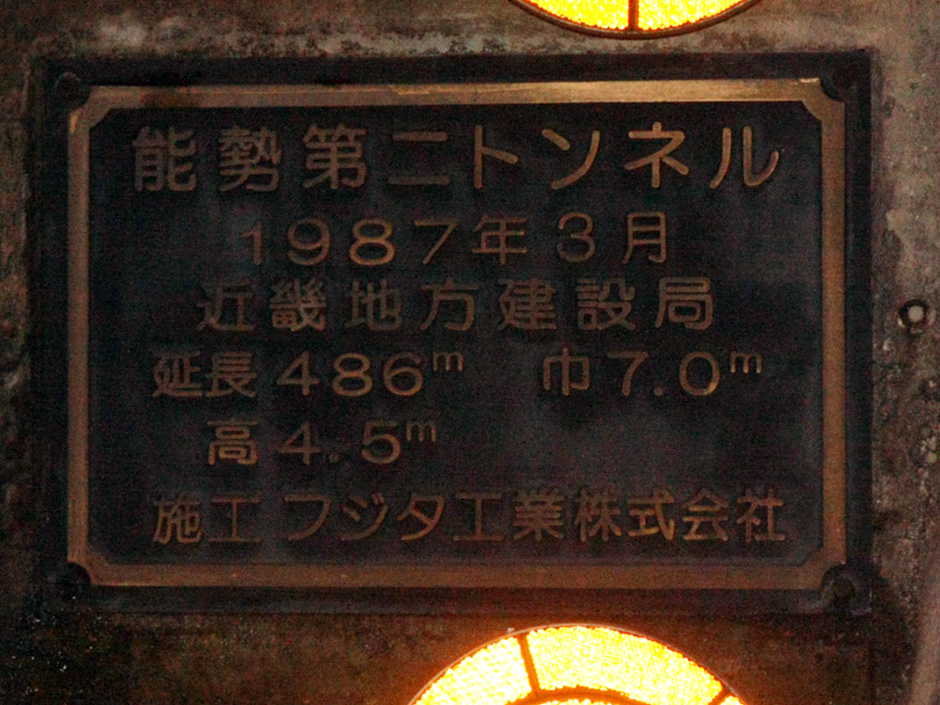 能勢第二トンネル
1987年3月
近畿地方建設局
延長486m 巾7.0m
高4.5m
施工 フジタ工業株式会社